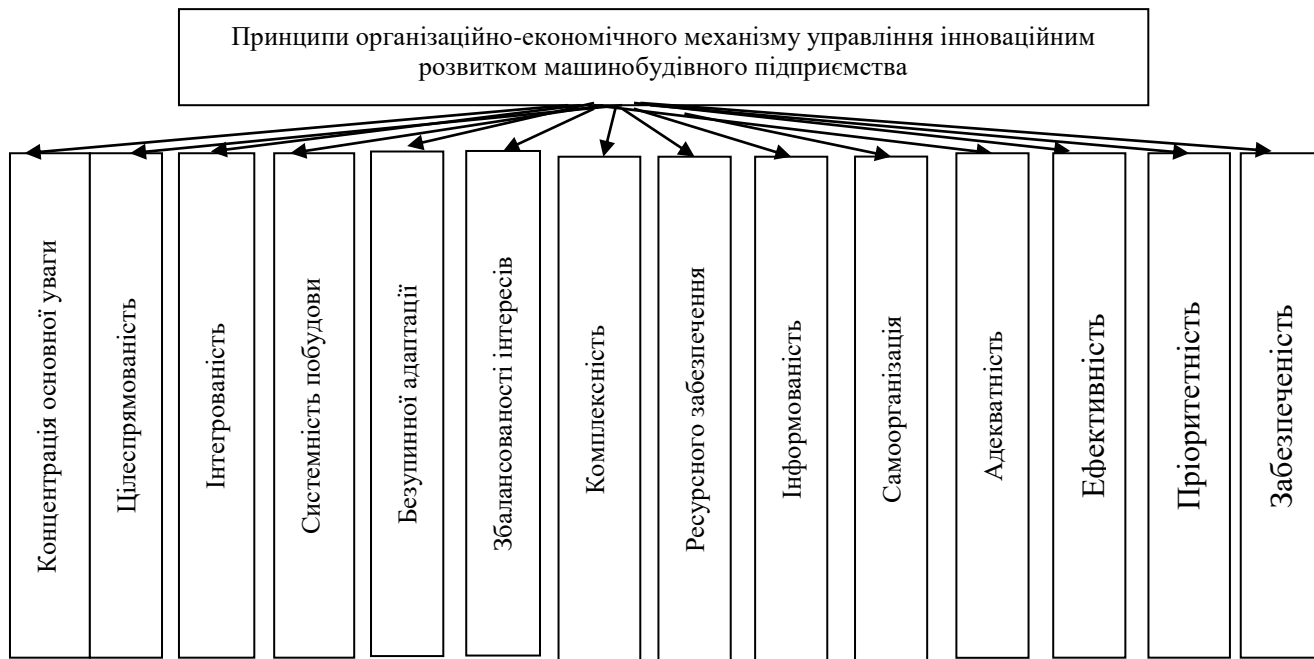 Принципи організаційно-економічного механізму управління інноваційним
розвитком машинобудівного підприємства
Концентрація основної уваги
Цілеспрямованість
Інтегрованість
Системність побудови
Безупинної адаптації
Збалансованості інтересів
Комплексність
Ресурсного забезпечення
Інформованість
Самоорганізація
Адекватність
Ефективність
Пріоритетність
Забезпеченість